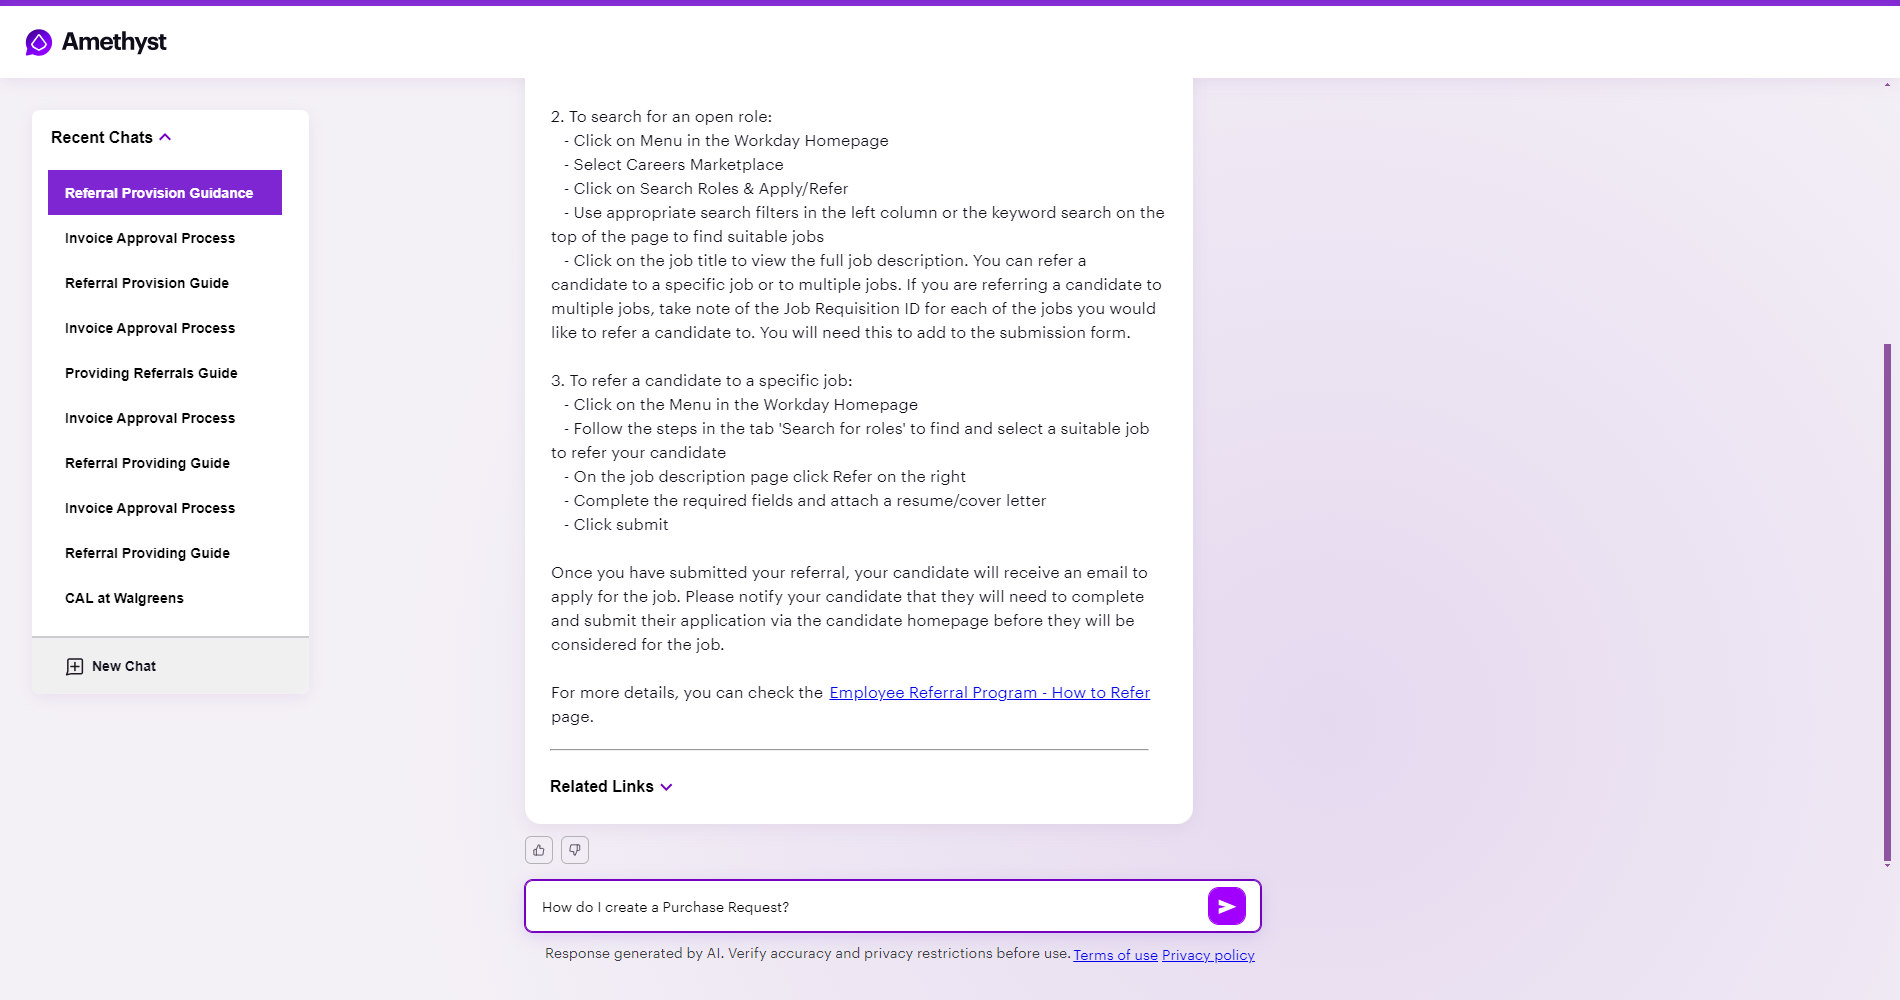 Amethyst
Recent Chats
Referral Provision Guidance
Invoice Approval Process
Referral Provision Guide
Invoice Approval Process
Providing Referrals Guide
Invoice Approval Process
Referral Providing Guide
Invoice Approval Process
Referral Providing Guide
CAL at Walgreens
New Chat
2. To search for an open role:
- Click on Menu in the Workday Homepage
- Select Careers Marketplace
- Click on Search Roles & Apply/Refer
- Use appropriate search filters in the left column or the keyword search on the
top of the page to find suitable jobs
- Click on the job title to view the full job description. You can refer a
candidate to a specific job or to multiple jobs. If you are referring a candidate to
multiple jobs, take note of the Job Requisition ID for each of the jobs you would
like to refer a candidate to. You will need this to add to the submission form.
3. To refer a candidate to a specific job:
- Click on the Menu in the Workday Homepage
- Follow the steps in the tab 'Search for roles' to find and select a suitable job
to refer your candidate
- On the job description page click Refer on the right
- Complete the required fields and attach a resume/cover letter
- Click submit
Once you have submitted your referral, your candidate will receive an email to
apply for the job. Please notify your candidate that they will need to complete
and submit their application via the candidate homepage before they will be
considered for the job.
For more details, you can check the Employee Referral Program - How to Refer
page.
Related Links
How do I create a Purchase Request?
Response generated by AI. Verify accuracy and privacy restrictions before use. Terms of use Privacy policy